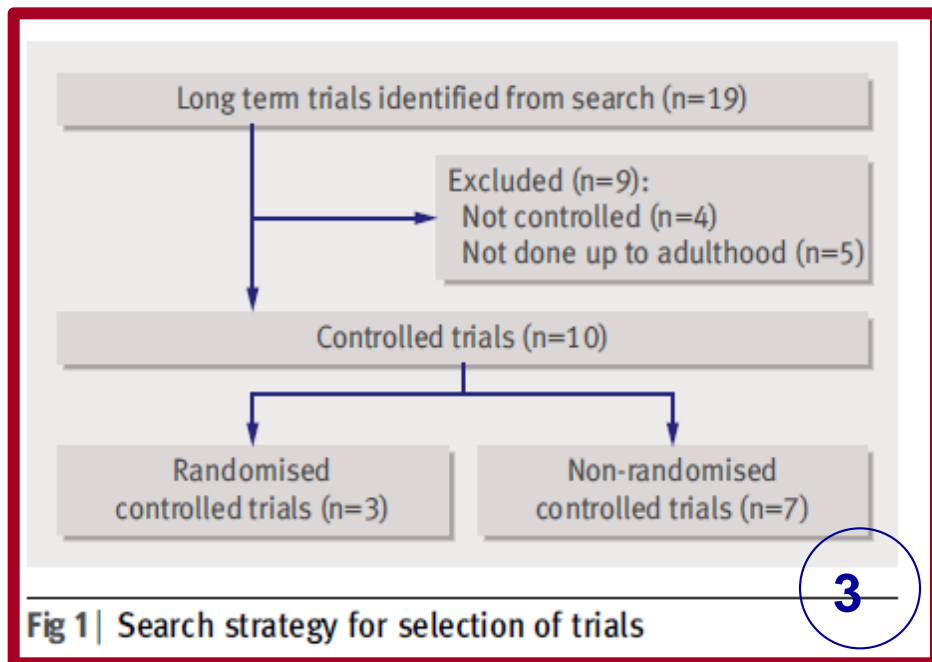 Long term trials identified from search (n=19)
Excluded (n=9):
Not controlled (n=4)
Not done up to adulthood (n=5)
Controlled trials (n=10)
Randomised
controlled trials (n=3)
Non-randomised
controlled trials (n=7)
3
Fig 1 | Search strategy for selection of trials